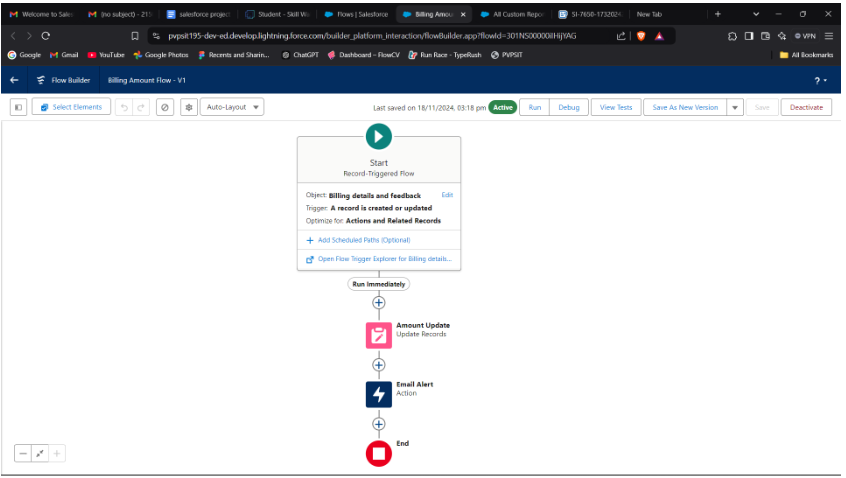 Welcome to Sales
(no subject) - 215
salesforce project
Student - Skill W
Flows | Salesforce
Billing Amou
All Custom Repo
SI-7650-173202
New Tab
pvpsit195-dev-ed.develop.lightning.force.com/builder_platform_interaction/flowBuilder.app?flowId=
VPN
Google
Gmail
YouTube
Google Photos
Recents and Sharin...
ChatGPT
Dashboard – FlowCV
Run Race - TypeRush
PVPSIT
All Bookmarks
Flow Builder
Billing Amount Flow - V1
?
Select Elements
Auto-Layout
Last saved on 18/11/2024, 03:18 pm
Active
Run
Debug
View Tests
Save As New Version
Save
Deactivate
Start
Record-Triggered Flow
Object: Billing details and feedback
Edit
Trigger: A record is created or updated
Optimize for: Actions and Related Records
+ Add Scheduled Paths (Optional)
Open Flow Trigger Explorer for Billing details...
Run Immediately
Amount Update
Update Records
Email Alert
Action
End